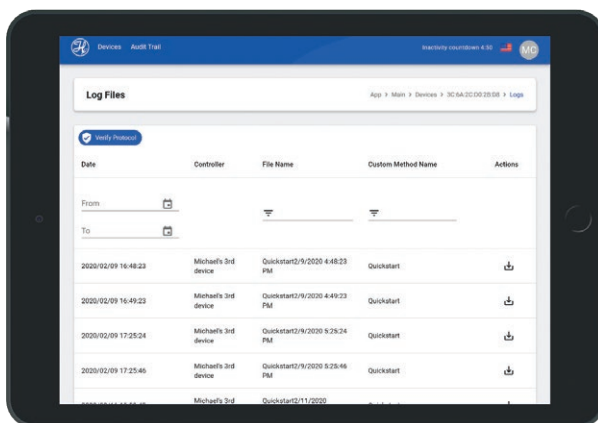 Devices Audit Trail Inactivity countdown 4:50 MC
Log Files App > Main > Devices > 3C:6A:2C:00:28:B8 > Logs
Verify Protocol
Date Controller File Name Custom Method Name Actions
From
To
2020/02/09 16:48:23 Michael's 3rd device Quickstart2/9/2020 4:48:23 PM Quickstart
2020/02/09 16:49:23 Michael's 3rd device Quickstart2/9/2020 4:49:23 PM Quickstart
2020/02/09 17:25:24 Michael's 3rd device Quickstart2/9/2020 5:25:24 PM Quickstart
2020/02/09 17:25:46 Michael's 3rd device Quickstart2/9/2020 5:25:46 PM Quickstart
Michael's 3rd Quickstart2/11/2020